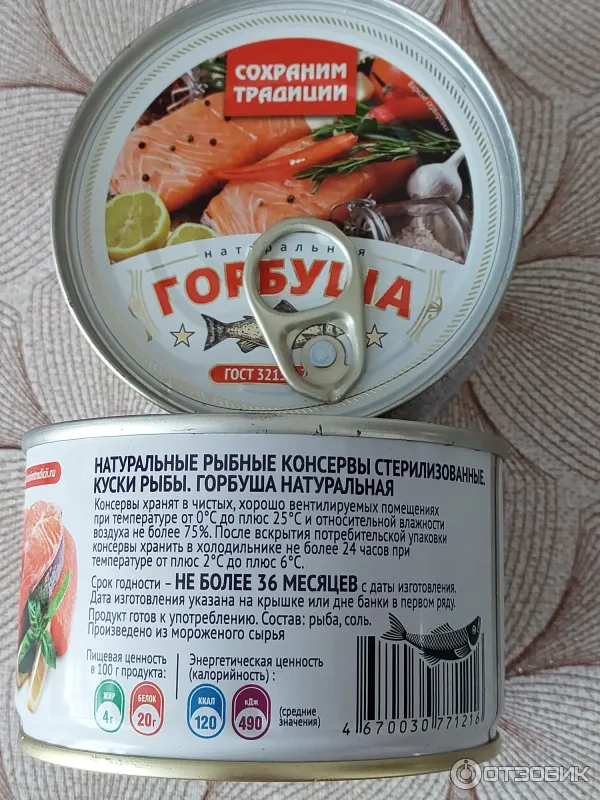 СОХРАНИМ
ТРАДИЦИИ
натуральная
ГОРБУША
ГОСТ
НАТУРАЛЬНЫЕ РЫБНЫЕ КОНСЕРВЫ СТЕРИЛИЗОВАННЫЕ.
КУСКИ РЫБЫ. ГОРБУША НАТУРАЛЬНАЯ
Консервы хранят в чистых, хорошо вентилируемых помещениях
при температуре от 0°С до плюс 25°С и относительной влажности
воздуха не более 75%. После вскрытия потребительской упаковки
консервы хранить в холодильнике не более 24 часов при
температуре от плюс 2°С до плюс 6°С.
Срок годности - НЕ БОЛЕЕ 36 МЕСЯЦЕВ с даты изготовления.
Дата изготовления указана на крышке или дне банки в первом ряду.
Продукт готов к употреблению. Состав: рыба, соль.
Произведено из мороженого сырья
Пищевая ценность
в 100 г продукта:
Энергетическая ценность
(калорийность) :
ЖИР
4г
БЕЛОК
20г
ККАЛ
120
кДж
490
(средние
значения)
4 670030 771216
ОТЗОВИК